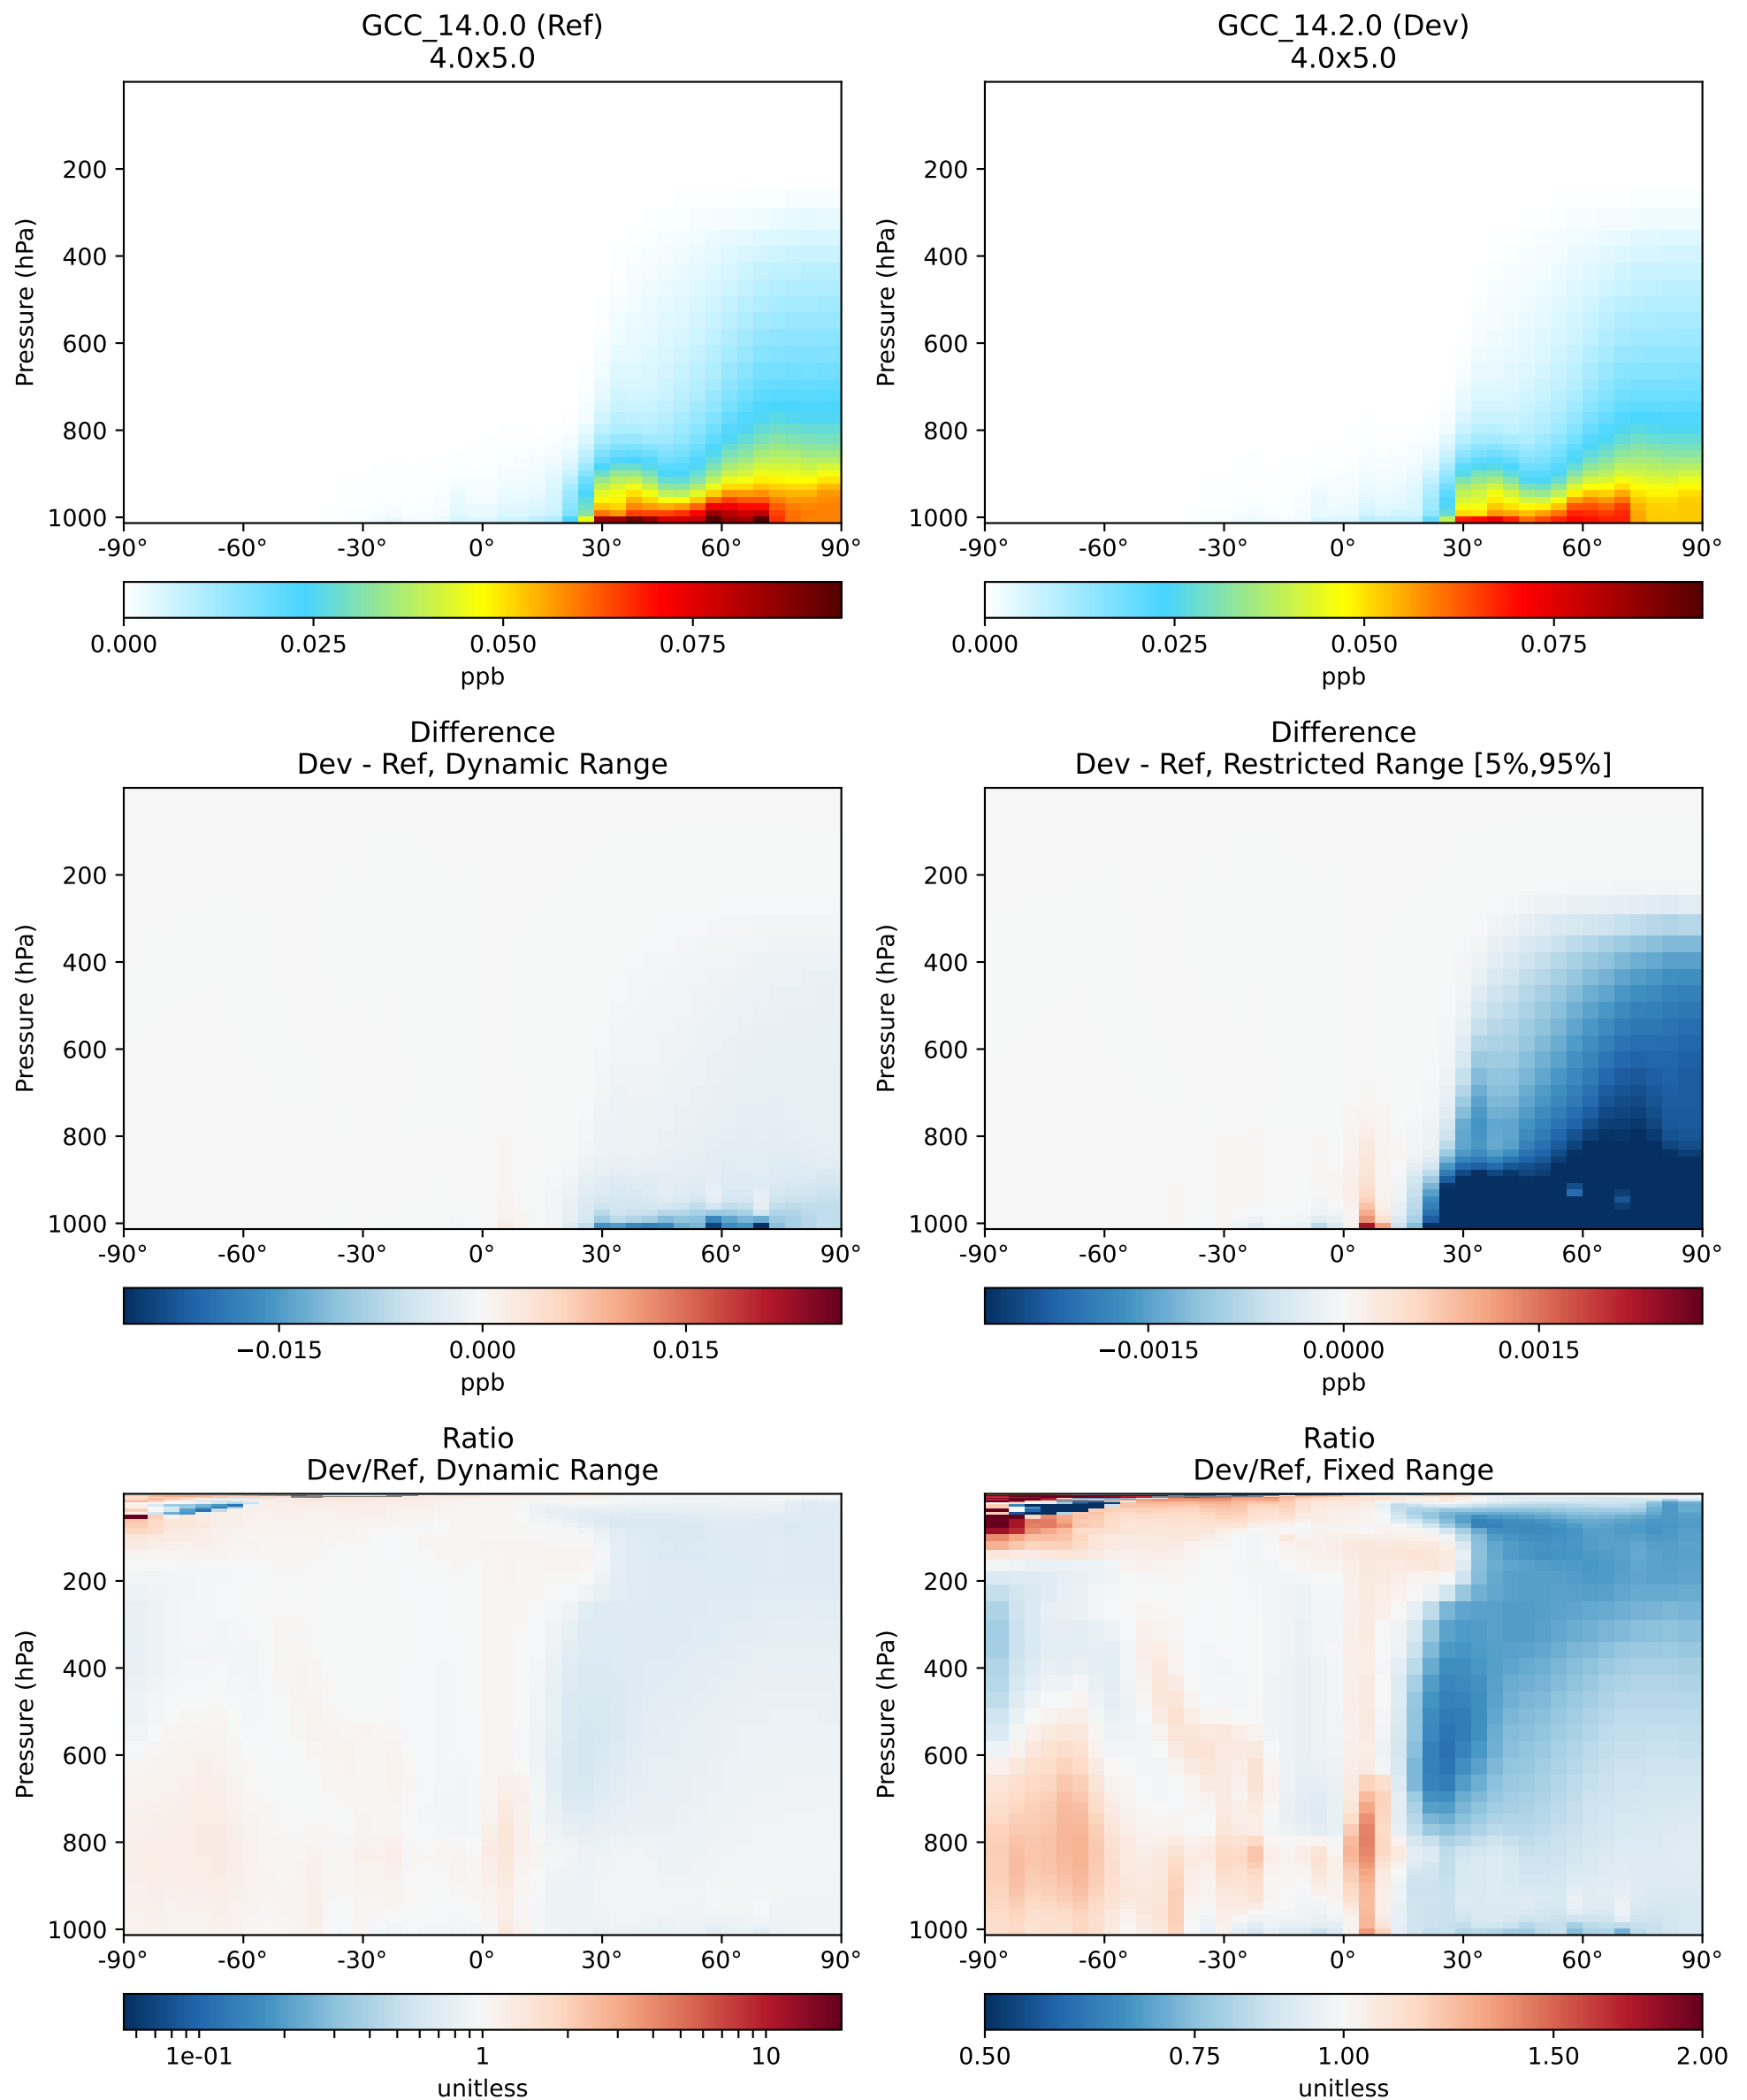 GCC_14.0.0 (Ref)
4.0x5.0
Pressure (hPa)
200
400
600
800
1000
-90° -60° -30° 0° 30° 60° 90°
0.000 0.025 0.050 0.075
ppb
GCC_14.2.0 (Dev)
4.0x5.0
Pressure (hPa)
200
400
600
800
1000
-90° -60° -30° 0° 30° 60° 90°
0.000 0.025 0.050 0.075
ppb
Difference
Dev - Ref, Dynamic Range
Pressure (hPa)
200
400
600
800
1000
-90° -60° -30° 0° 30° 60° 90°
−0.015 0.000 0.015
ppb
Difference
Dev - Ref, Restricted Range [5%,95%]
Pressure (hPa)
200
400
600
800
1000
-90° -60° -30° 0° 30° 60° 90°
−0.0015 0.0000 0.0015
ppb
Ratio
Dev/Ref, Dynamic Range
Pressure (hPa)
200
400
600
800
1000
-90° -60° -30° 0° 30° 60° 90°
1e-01 1 10
unitless
Ratio
Dev/Ref, Fixed Range
Pressure (hPa)
200
400
600
800
1000
-90° -60° -30° 0° 30° 60° 90°
0.50 0.75 1.00 1.50 2.00
unitless